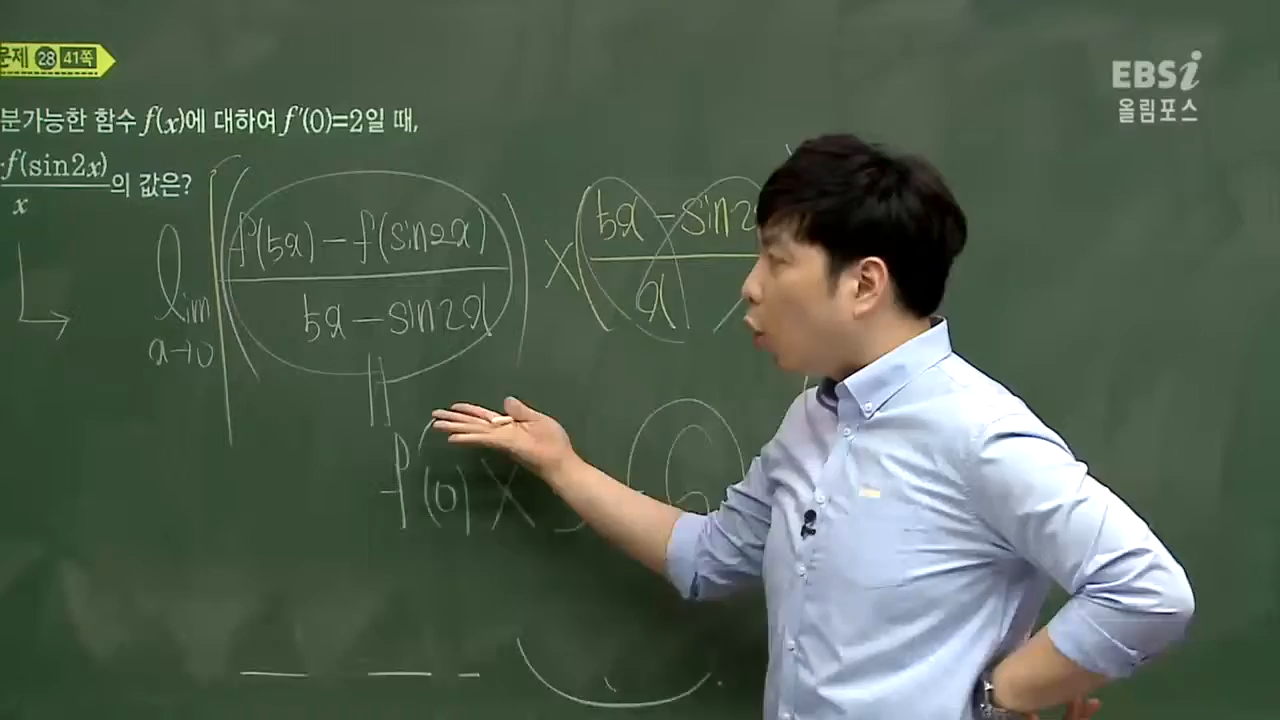 문제 28 41쪽
EBSi
올림포스
분가능한 함수 f(x)에 대하여 f'(0)=2일 때,
f(sin2x)
x
의 값은?
lim
x→0
f(5x)-f(sin2x)
5x-sin2x
×
5x-sin2
x
f'(0)×